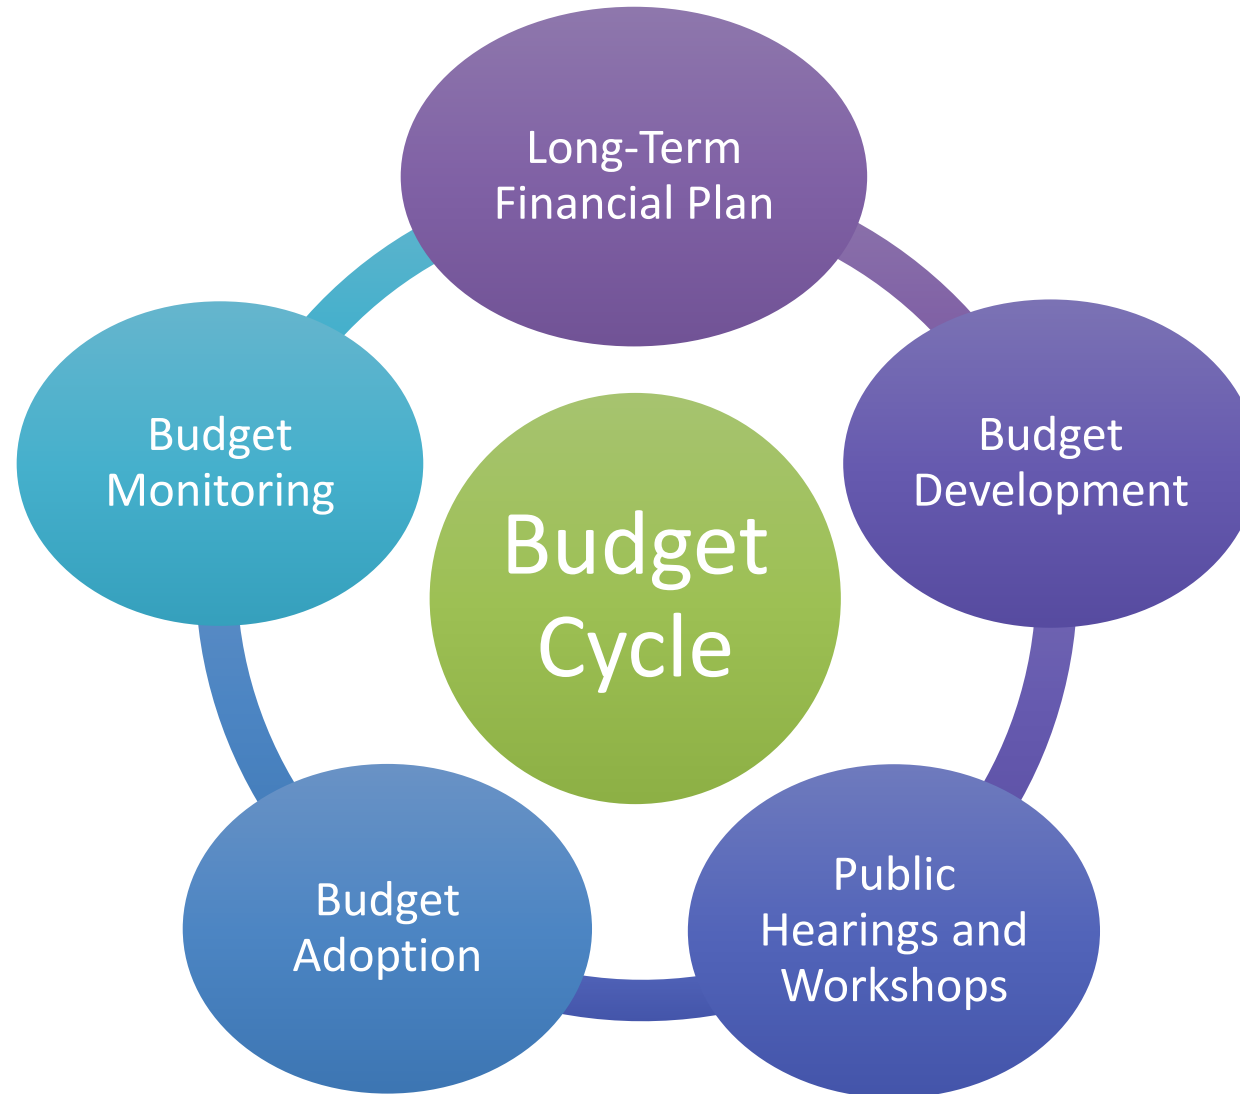 Long-Term
Financial Plan
Budget
Development
Public
Hearings and
Workshops
Budget
Adoption
Budget
Monitoring
Budget
Cycle